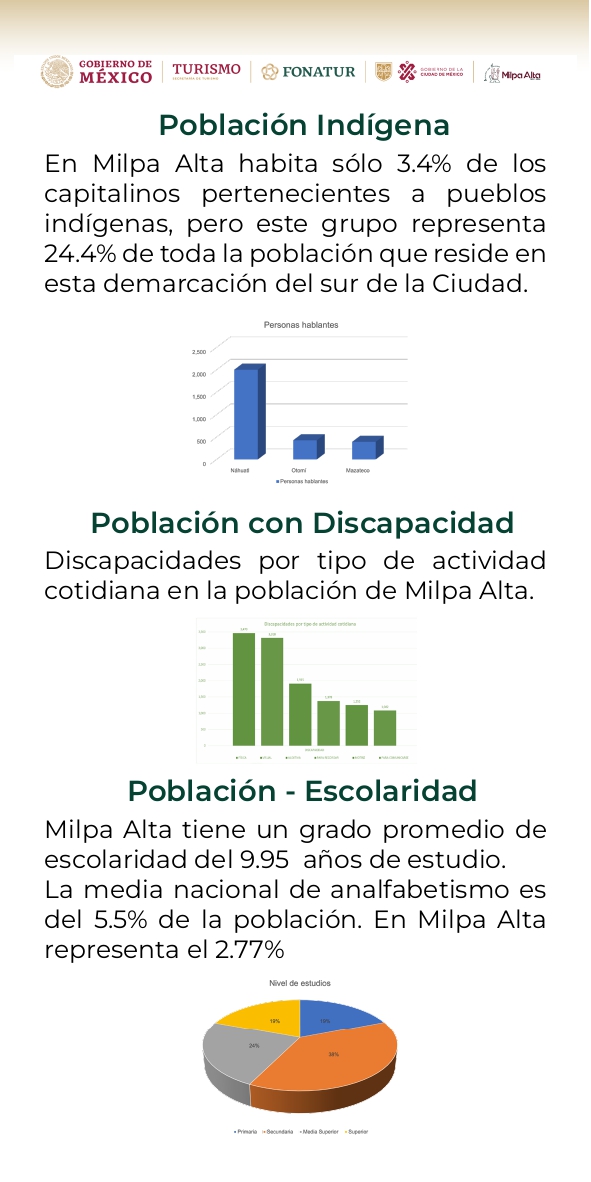 GOBIERNO DE
MÉXICO
TURISMO
SECRETARÍA DE TURISMO
FONATUR
GOBIERNO DE LA
CIUDAD DE MÉXICO
Milpa Alta
Población Indígena
En Milpa Alta habita sólo 3.4% de los
capitalinos pertenecientes a pueblos
indígenas, pero este grupo representa
24.4% de toda la población que reside en
esta demarcación del sur de la Ciudad.
Personas hablantes
2,500
2,000
1,500
1,000
500
0
Náhuatl Otomí Mazateco
Personas hablantes
Población con Discapacidad
Discapacidades por tipo de actividad
cotidiana en la población de Milpa Alta.
Discapacidades por tipo de actividad cotidiana
Población - Escolaridad
Milpa Alta tiene un grado promedio de
escolaridad del 9.95 años de estudio.
La media nacional de analfabetismo es
del 5.5% de la población. En Milpa Alta
representa el 2.77%
Nivel de estudios
19%
24%
Primaria Secundaria Media Superior Superior